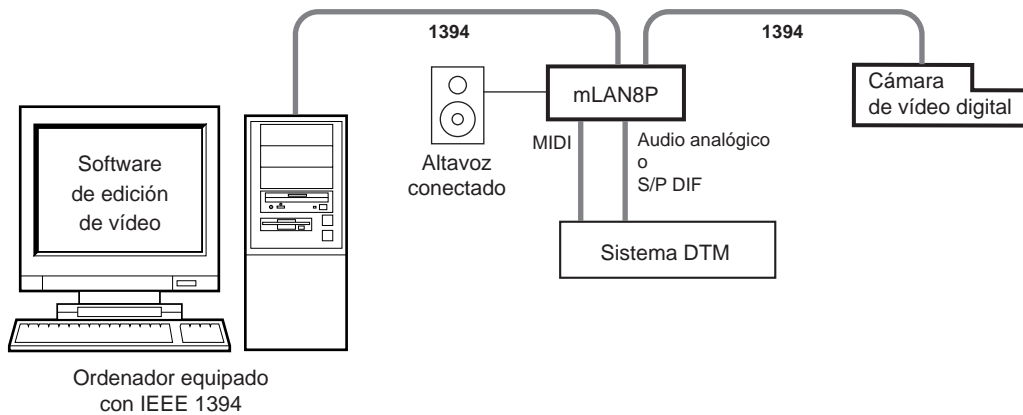 1394
1394
mLAN8P
Cámara
de vídeo digital
Software
de edición
de vídeo
Altavoz
conectado
MIDI
Audio analógico
o
S/P DIF
Sistema DTM
Ordenador equipado
con IEEE 1394